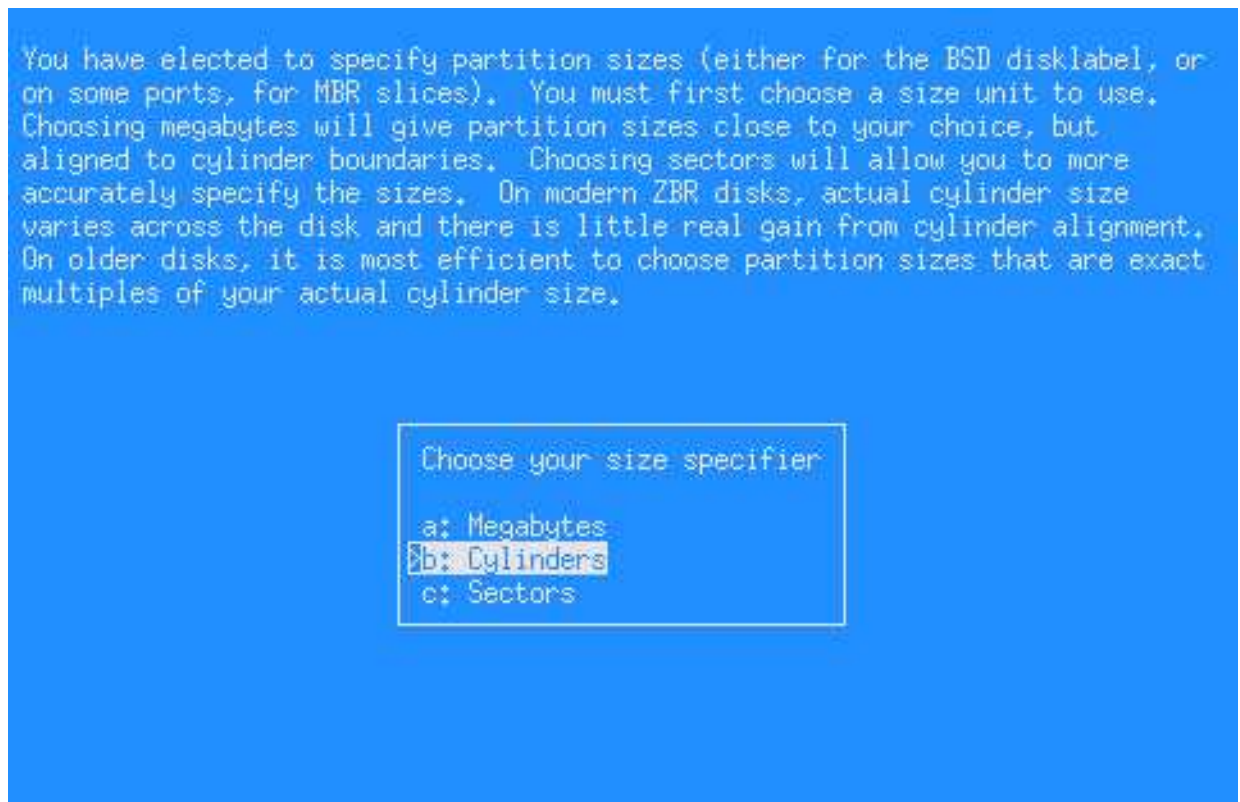 You have elected to specify partition sizes (either for the BSD disklabel, or
on some ports, for MBR slices).  You must first choose a size unit to use.
Choosing megabytes will give partition sizes close to your choice, but
aligned to cylinder boundaries.  Choosing sectors will allow you to more
accurately specify the sizes.  On modern ZBR disks, actual cylinder size
varies across the disk and there is little real gain from cylinder alignment.
On older disks, it is most efficient to choose partition sizes that are exact
multiples of your actual cylinder size.
Choose your size specifier
a: Megabytes
>b: Cylinders
c: Sectors